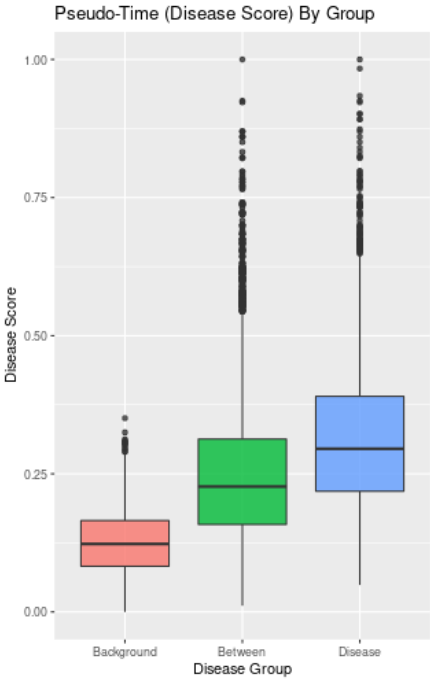 Pseudo-Time (Disease Score) By Group
1.00
0.75
0.50
0.25
0.00
Disease Score
Background Between Disease
Disease Group